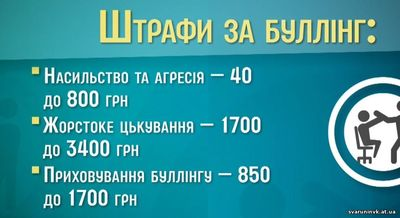 Штрафи за буллінг:
Насильство та агресія – 40
до 800 грн
Жорстоке цькування – 1700
до 3400 грн
Приховування буллінгу – 850
до 1700 грн
svaruninvk.at.ua